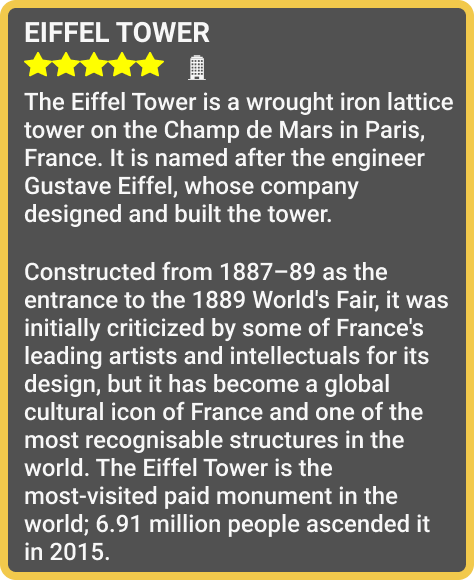 EIFFEL TOWER
The Eiffel Tower is a wrought iron lattice
tower on the Champ de Mars in Paris,
France. It is named after the engineer
Gustave Eiffel, whose company
designed and built the tower.
Constructed from 1887–89 as the
entrance to the 1889 World's Fair, it was
initially criticized by some of France's
leading artists and intellectuals for its
design, but it has become a global
cultural icon of France and one of the
most recognisable structures in the
world. The Eiffel Tower is the
most-visited paid monument in the
world; 6.91 million people ascended it
in 2015.